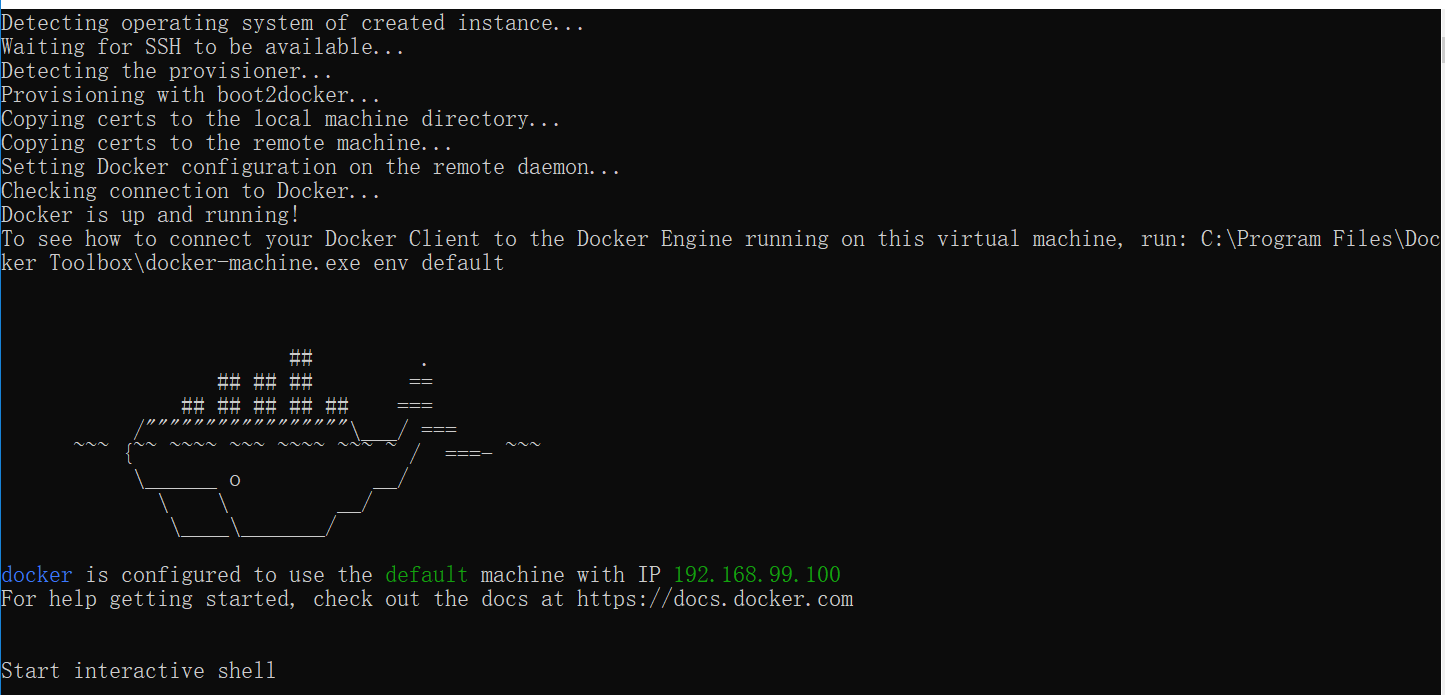 Detecting operating system of created instance...
Waiting for SSH to be available...
Detecting the provisioner...
Provisioning with boot2docker...
Copying certs to the local machine directory...
Copying certs to the remote machine...
Setting Docker configuration on the remote daemon...
Checking connection to Docker...
Docker is up and running!
To see how to connect your Docker Client to the Docker Engine running on this virtual machine, run: C:\Program Files\Doc
ker Toolbox\docker-machine.exe env default
                        ##         .
                  ## ## ##        ==
               ## ## ## ## ##    ===
           /"""""""""""""""""\___/ ===
      ~~~ {~~ ~~~~ ~~~ ~~~~ ~~~ ~ /  ===- ~~~
           \______ o           __/
             \    \         __/
              \____\_______/
docker is configured to use the default machine with IP 192.168.99.100
For help getting started, check out the docs at https://docs.docker.com
Start interactive shell